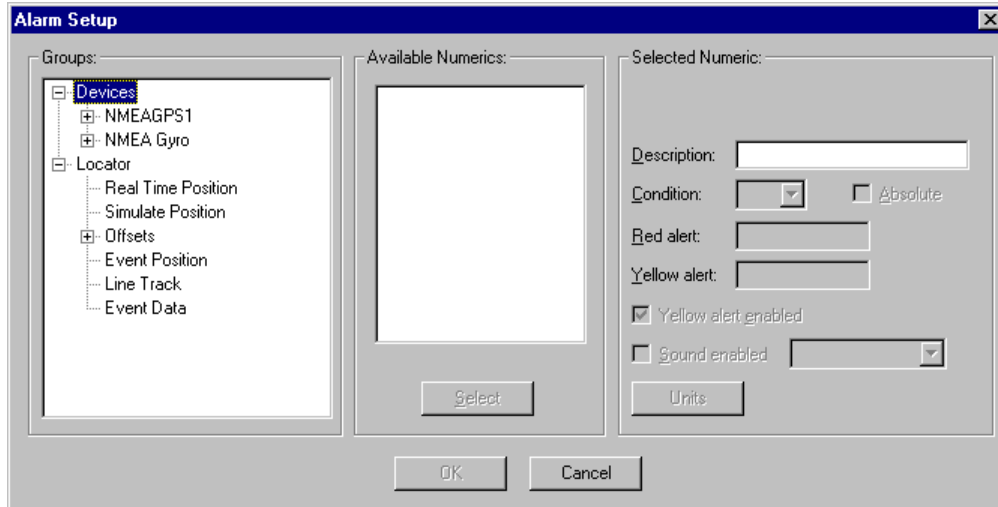 Alarm Setup
Groups:
Devices
NMEAGPS1
NMEA Gyro
Locator
Real Time Position
Simulate Position
Offsets
Event Position
Line Track
Event Data
Available Numerics:
Select
Selected Numeric:
Description:
Condition:
Absolute
Red alert:
Yellow alert:
Yellow alert enabled
Sound enabled
Units
OK
Cancel